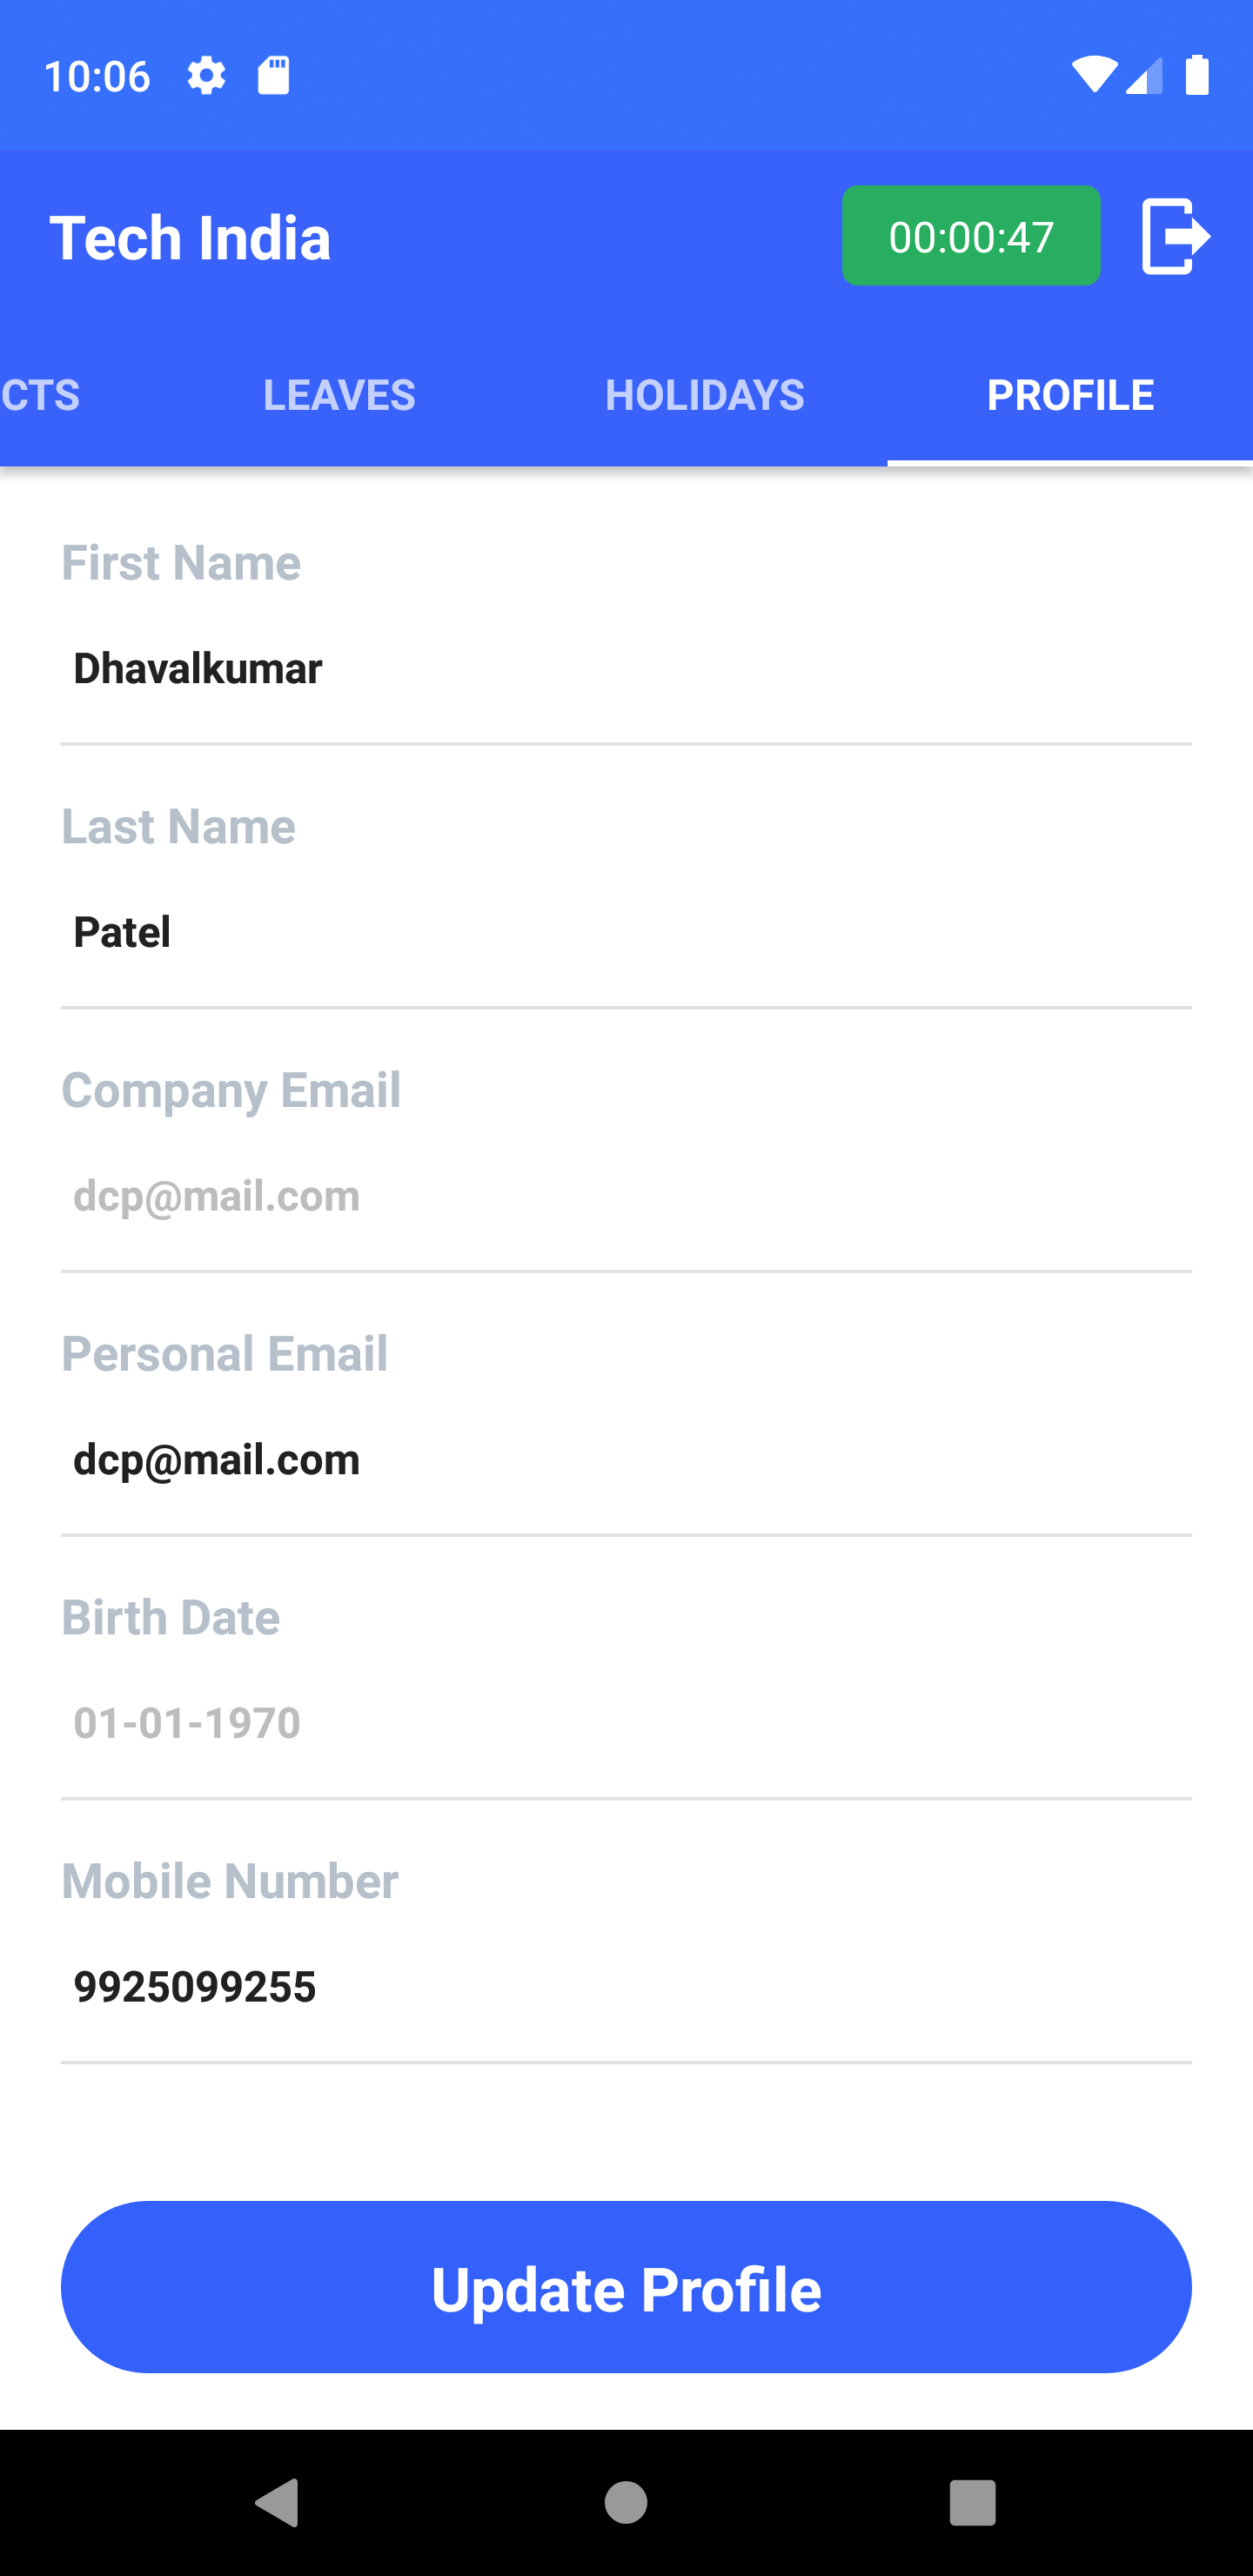 10:06
Tech India
00:00:47
CTS LEAVES HOLIDAYS PROFILE
First Name
Dhavalkumar
Last Name
Patel
Company Email
dcp@mail.com
Personal Email
dcp@mail.com
Birth Date
01-01-1970
Mobile Number
9925099255
Update Profile